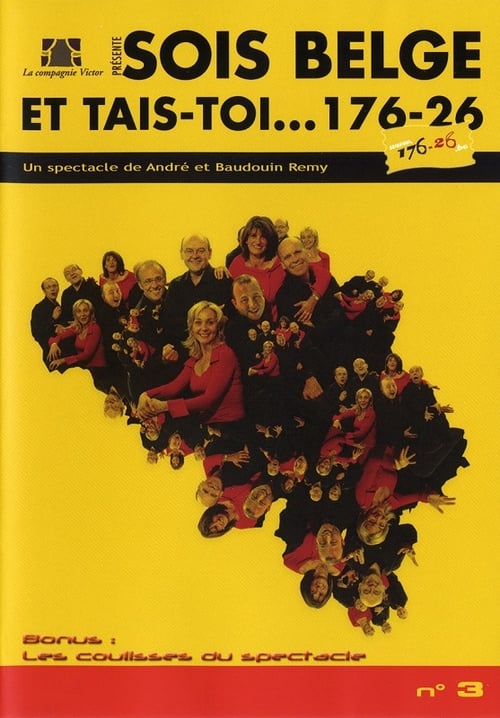 PRÉSENTE
SOIS BELGE
La compagnie Victor
ET TAIS-TOI...176-26
176-26.be
Un spectacle de André et Baudouin Remy
Bonus :
Les coulisses du spectacle
n° 3